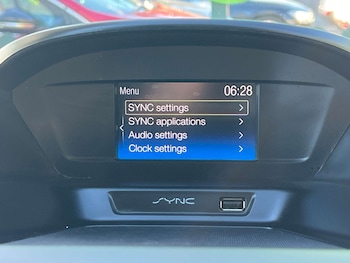 Menu 06:28
SYNC settings
SYNC applications
Audio settings
Clock settings
SYNC